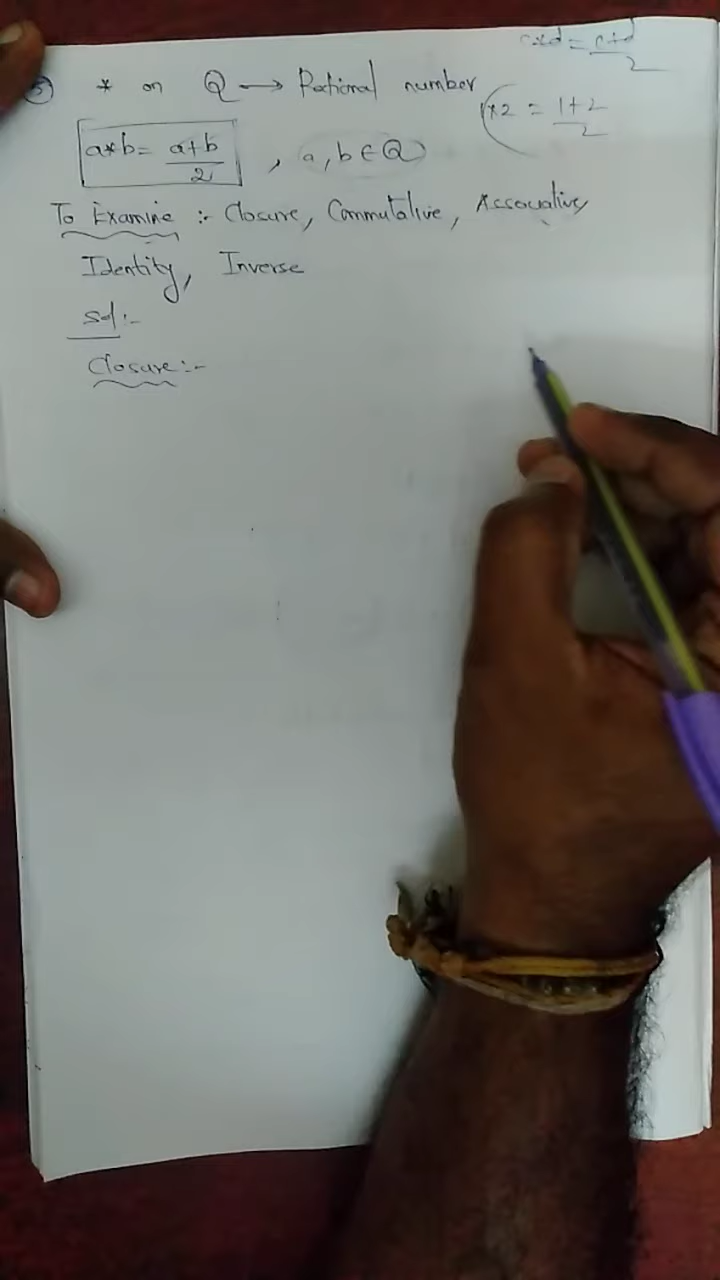 c*d = c+d/2
5 * on Q → Rational number
1*2 = 1+2/2
a*b = a+b/2 , a, b ∈ Q
To Examine :- Closure, Commutative, Associative,
Identity, Inverse
Sol:-
Closure:-